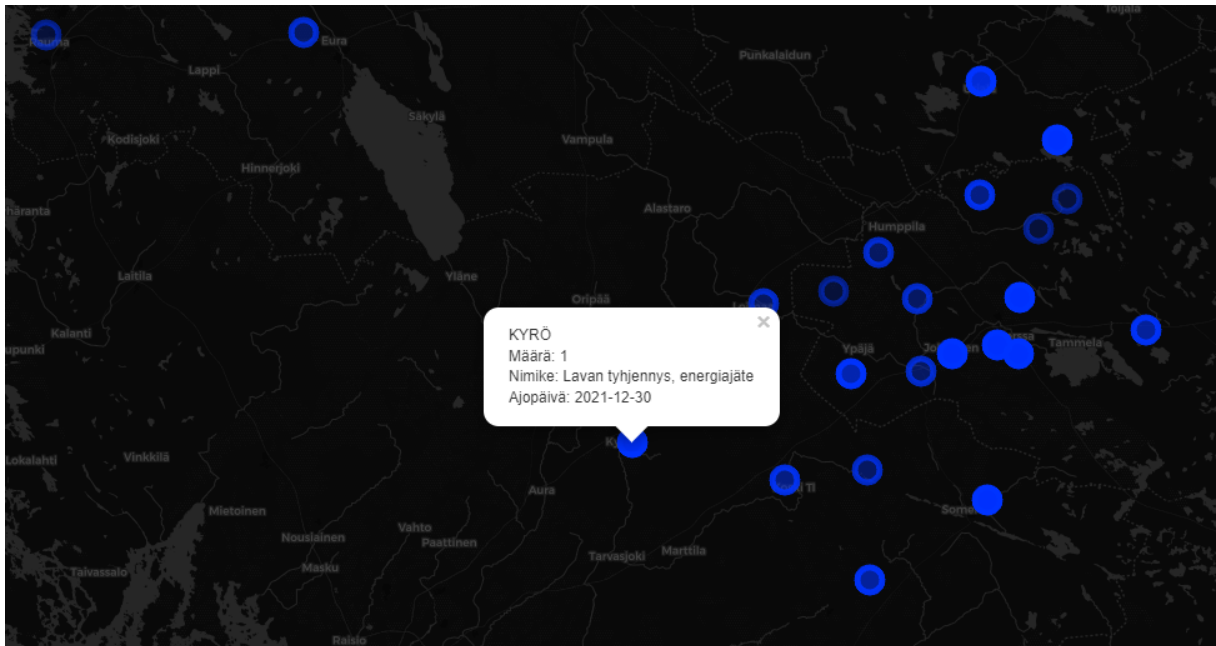 Toijala
Rauma
Eura
Punkalaidun
Lappi
Säkylä
Kodisjoki
Vampula
Hinnerjoki
Alastaro
Humppila
Laitila
Yläne
Oripää
Kalanti
KYRÖ
Määrä: 1
Nimike: Lavan tyhjennys, energiajäte
Ajopäivä: 2021-12-30
×
Ypäjä
Tammela
Lokalahti
Vinkkilä
Aura
Mietoinen
Nousiainen
Vahto
Paattinen
Masku
Tarvasjoki
Marttila
Taivassalo
Raisio